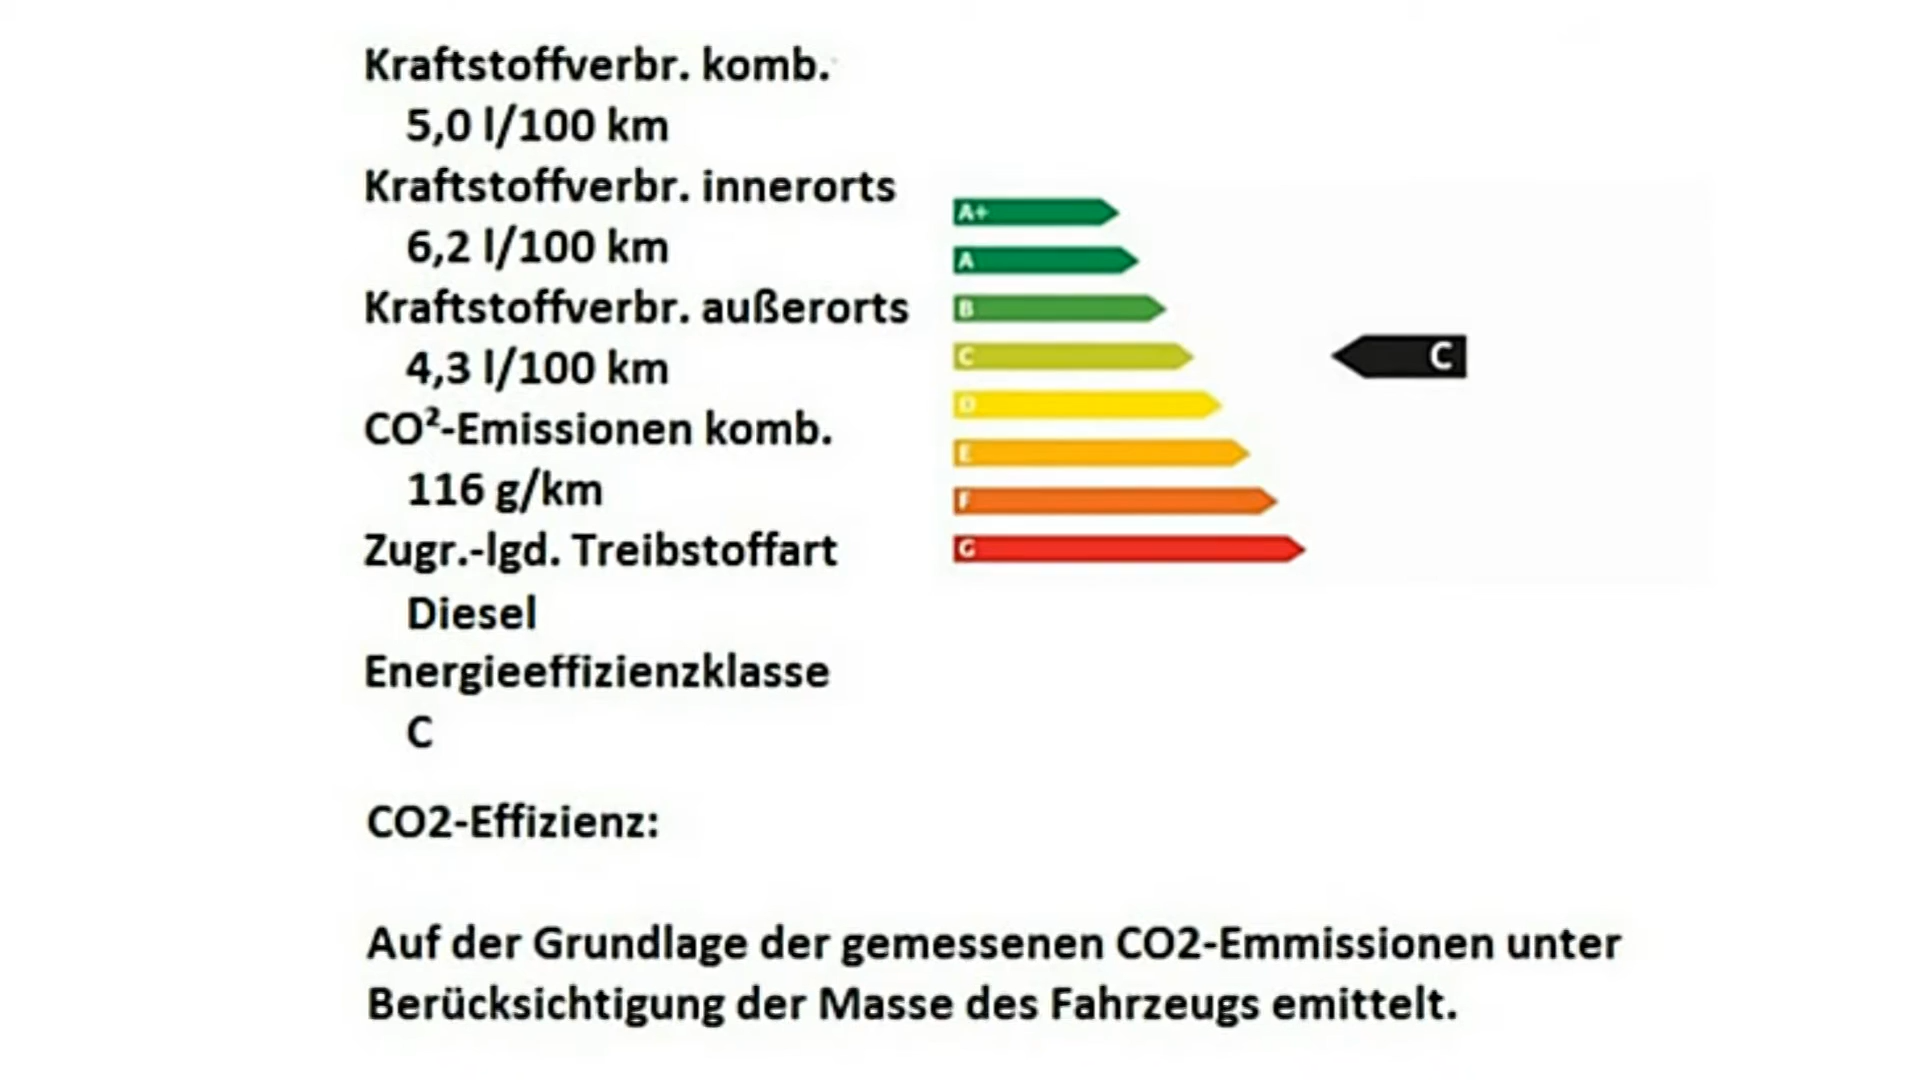 Kraftstoffverbr. komb.
5,0 l/100 km
Kraftstoffverbr. innerorts
6,2 l/100 km
Kraftstoffverbr. außerorts
4,3 l/100 km
CO²-Emissionen komb.
116 g/km
Zugr.-lgd. Treibstoffart
Diesel
Energieeffizienzklasse
C
A+
A
B
C
D
E
F
G
C
CO2-Effizienz:
Auf der Grundlage der gemessenen CO2-Emmissionen unter
Berücksichtigung der Masse des Fahrzeugs emittelt.